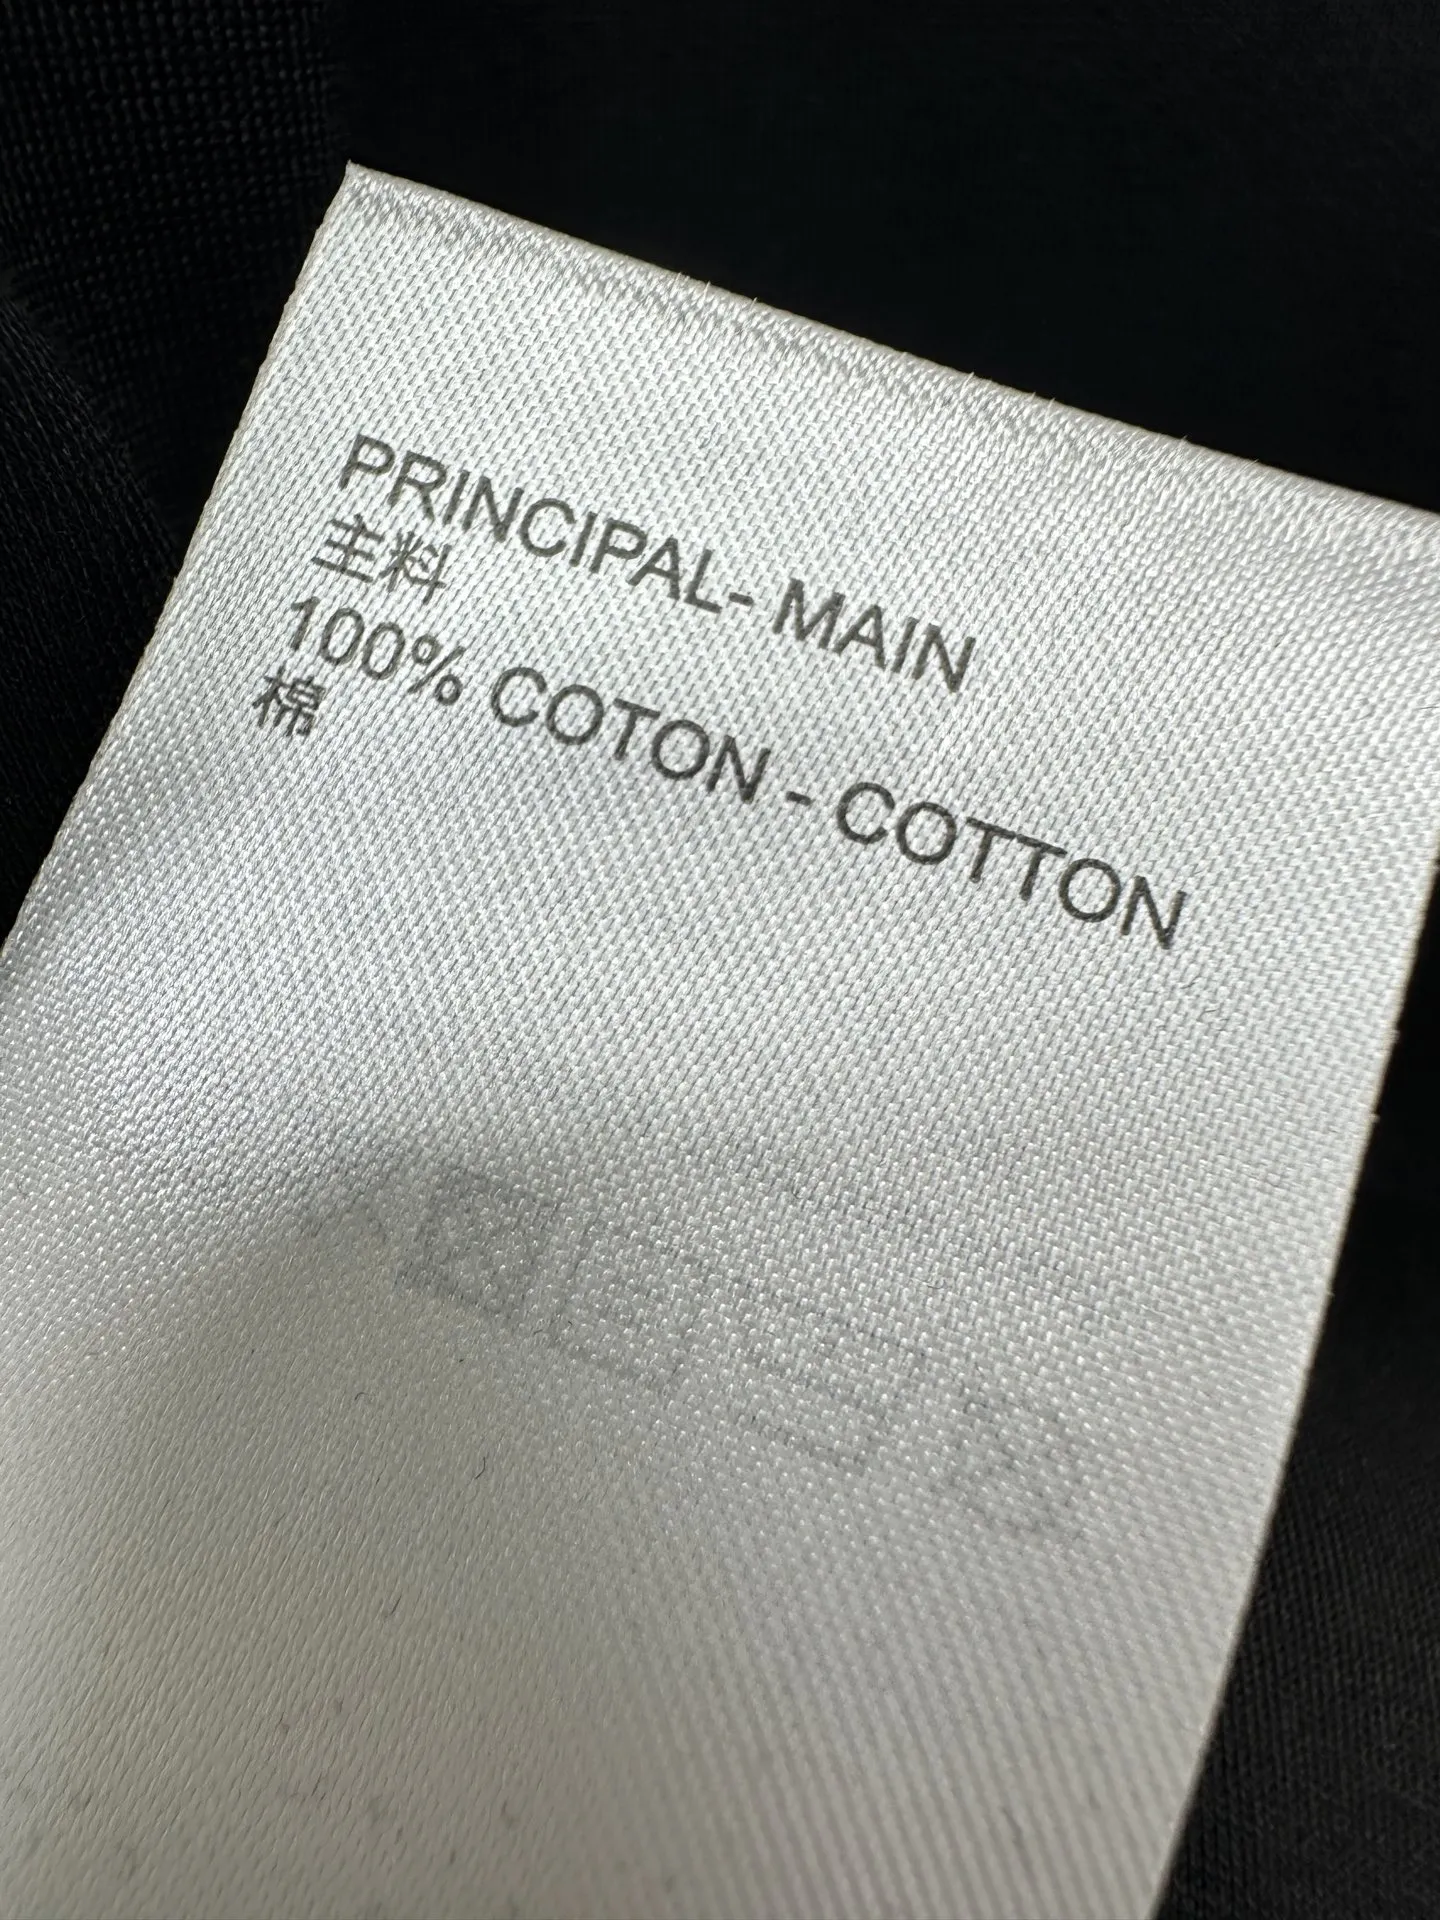 PRINCIPAL- MAIN
主料
100% COTON - COTTON
棉